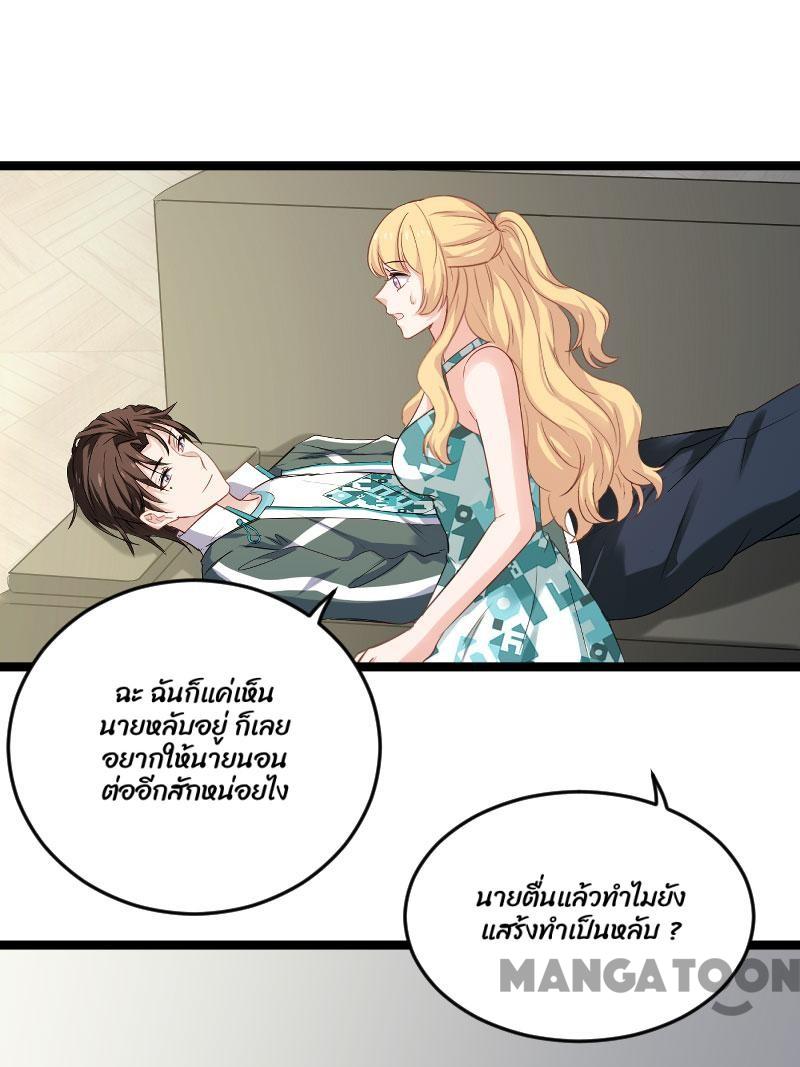 ฉะ ฉันก็แค่เห็น
นายหลับอยู่ ก็เลย
อยากให้นายนอน
ต่ออีกสักหน่อยไง
นายตื่นแล้วทำไมยัง
แสร้งทำเป็นหลับ ?
MANGATOON